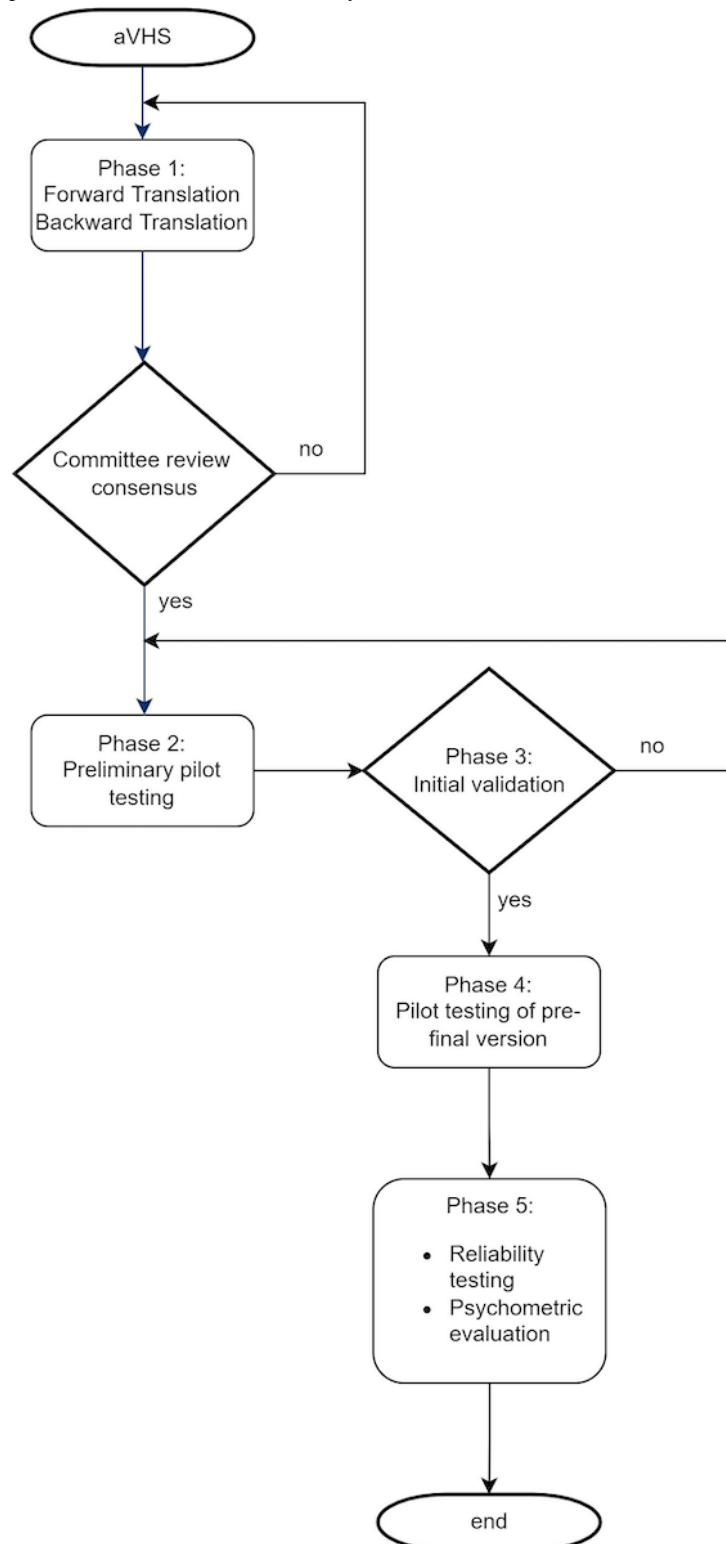 aVHS
Phase 1:
Forward Translation
Backward Translation
Committee review
consensus
no
yes
Phase 2:
Preliminary pilot
testing
Phase 3:
Initial validation
no
yes
Phase 4:
Pilot testing of pre-
final version
Phase 5:
• Reliability
testing
• Psychometric
evaluation
end